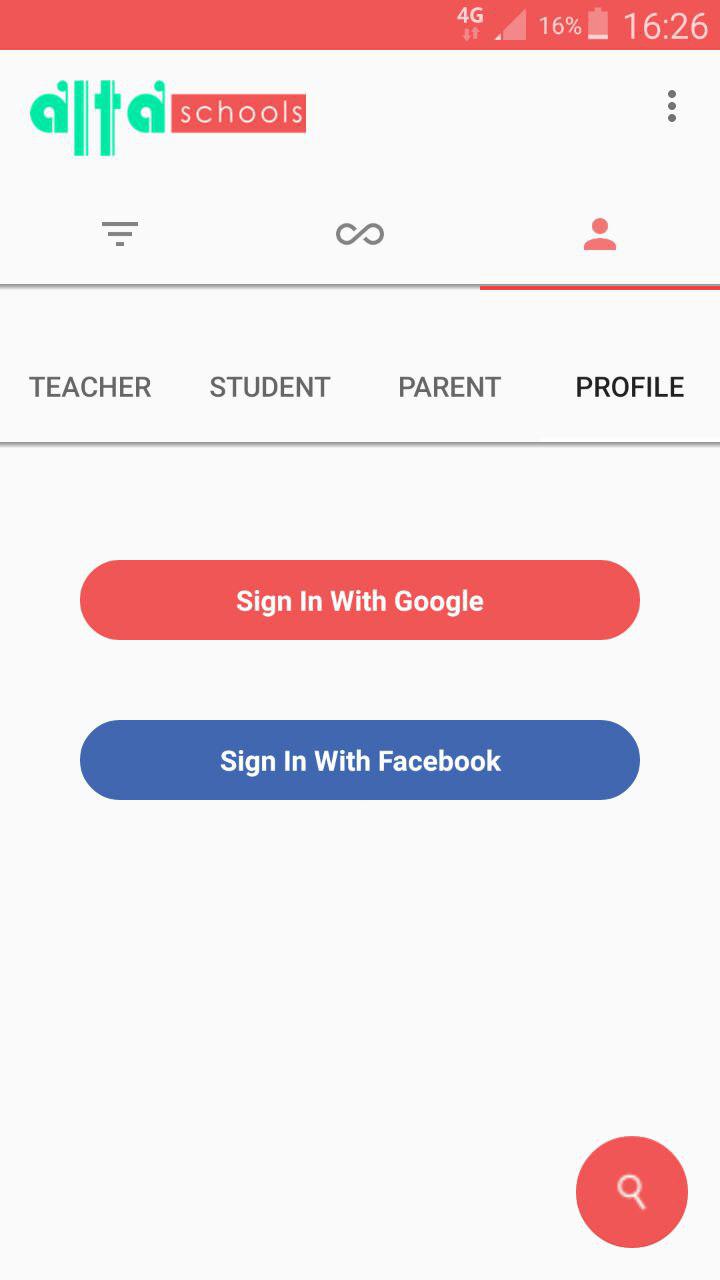 4G 16% 16:26
alta schools
TEACHER STUDENT PARENT PROFILE
Sign In With Google
Sign In With Facebook